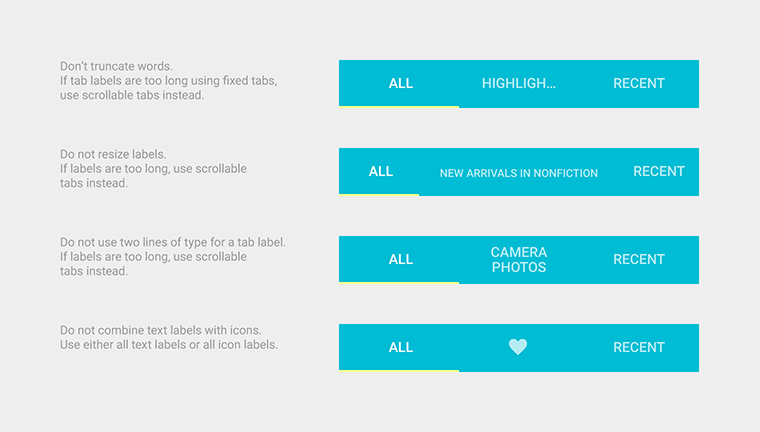 Don't truncate words.
If tab labels are too long using fixed tabs,
use scrollable tabs instead.
ALL
HIGHLIGH...
RECENT
Do not resize labels.
If labels are too long, use scrollable
tabs instead.
ALL
NEW ARRIVALS IN NONFICTION
RECENT
Do not use two lines of type for a tab label.
If labels are too long, use scrollable
tabs instead.
ALL
CAMERA
PHOTOS
RECENT
Do not combine text labels with icons.
Use either all text labels or all icon labels.
ALL
RECENT